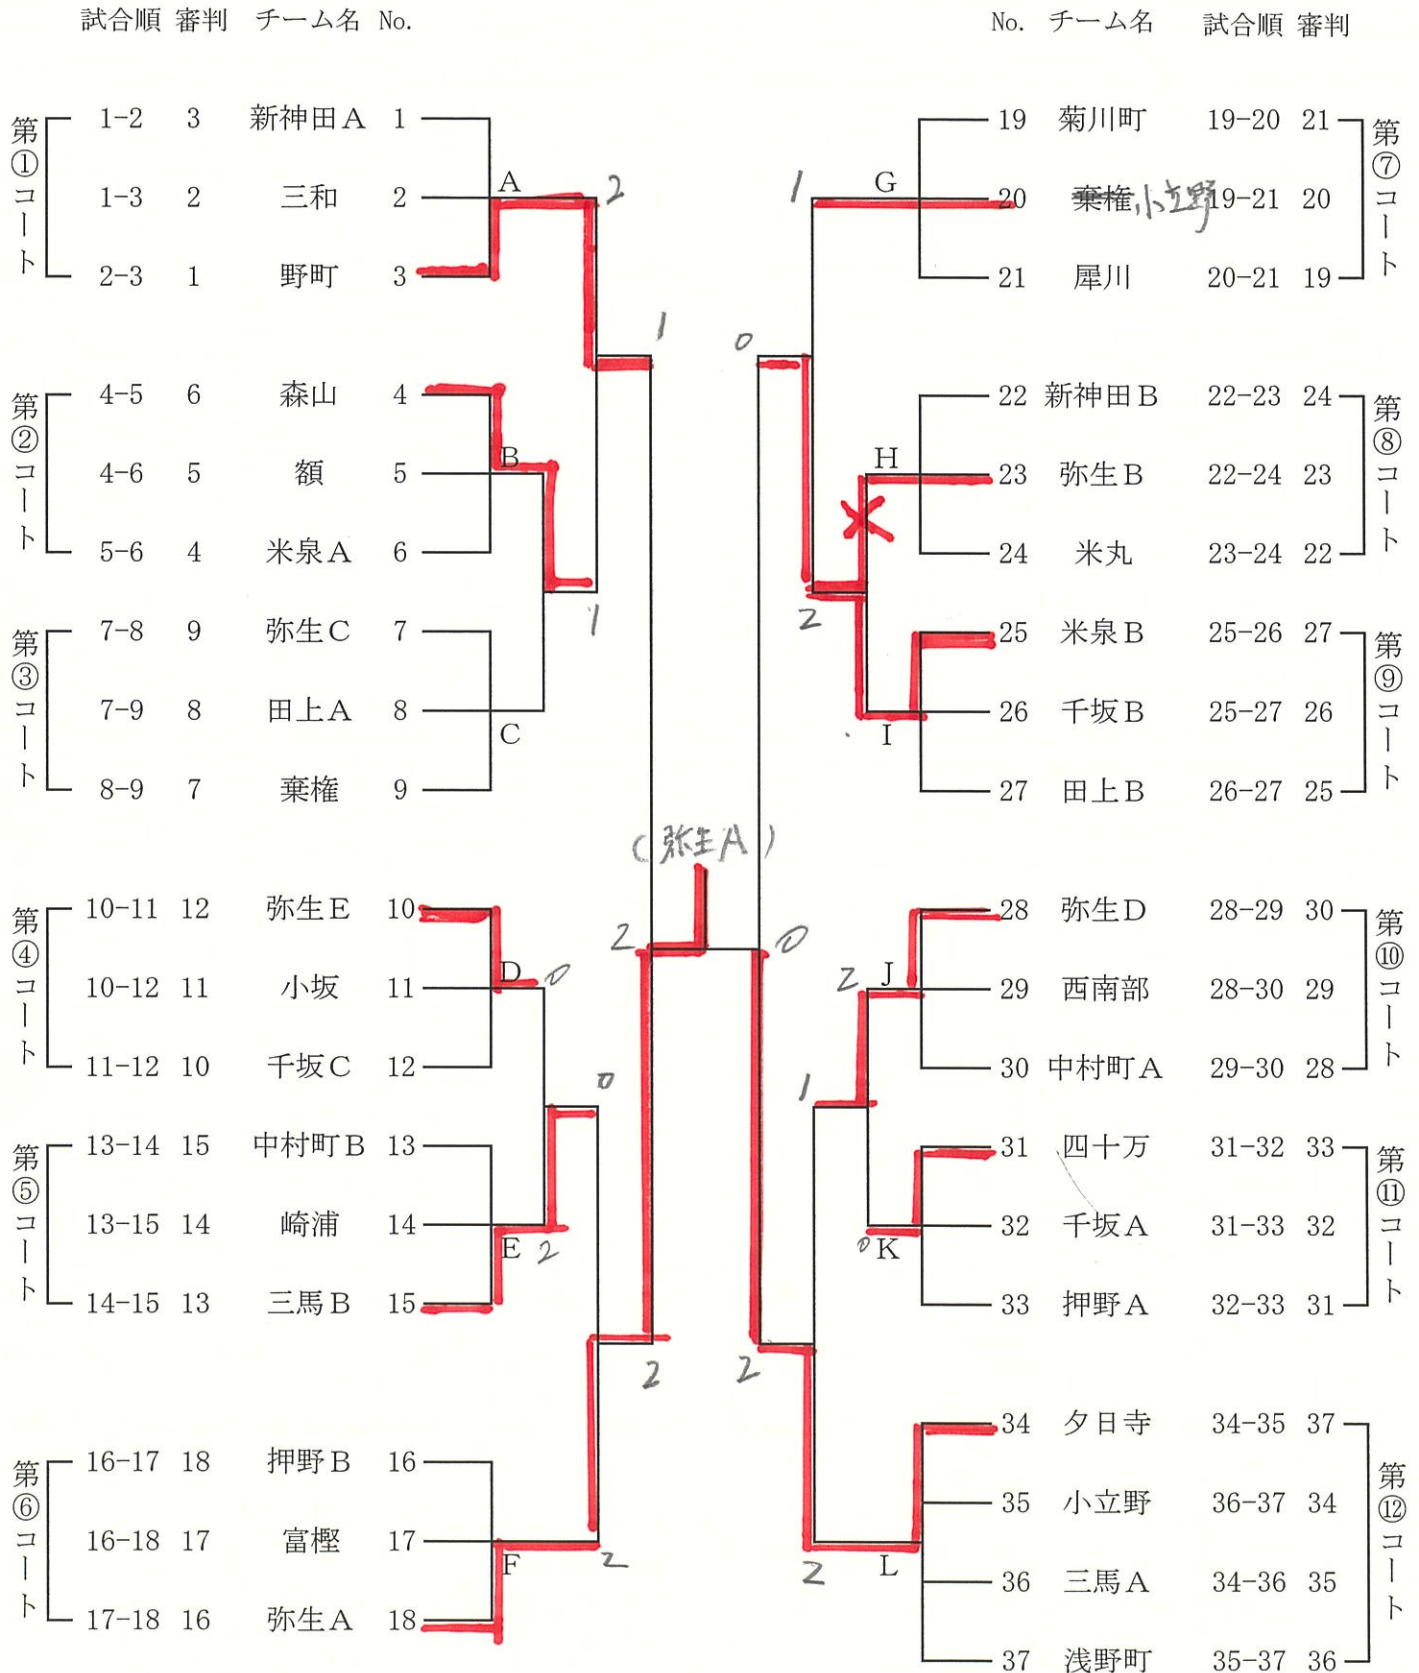 試合順 審判 チーム名 No.
第①コート
1-2 3 新神田A 1
1-3 2 三和 2
2-3 1 野町 3
A 2
第②コート
4-5 6 森山 4
4-6 5 額 5
5-6 4 米泉A 6
B
1
1
第③コート
7-8 9 弥生C 7
7-9 8 田上A 8
8-9 7 棄権 9
C
第④コート
10-11 12 弥生E 10
10-12 11 小坂 11
11-12 10 千坂C 12
D 0
0
第⑤コート
13-14 15 中村町B 13
13-15 14 崎浦 14
14-15 13 三馬B 15
E 2
2
第⑥コート
16-17 18 押野B 16
16-18 17 富樫 17
17-18 16 弥生A 18
F 2
(弥生A)
2 0
No. チーム名 試合順 審判
第⑦コート
19 菊川町 19-20 21
20 棄権 小立野 19-21 20
21 犀川 20-21 19
1 G
0
第⑧コート
22 新神田B 22-23 24
23 弥生B 22-24 23
24 米丸 23-24 22
H
2
第⑨コート
25 米泉B 25-26 27
26 千坂B 25-27 26
27 田上B 26-27 25
I
第⑩コート
28 弥生D 28-29 30
29 西南部 28-30 29
30 中村町A 29-30 28
2 J
1
第⑪コート
31 四十万 31-32 33
32 千坂A 31-33 32
33 押野A 32-33 31
0 K
2
第⑫コート
34 夕日寺 34-35 37
35 小立野 36-37 34
36 三馬A 34-36 35
37 浅野町 35-37 36
2 L